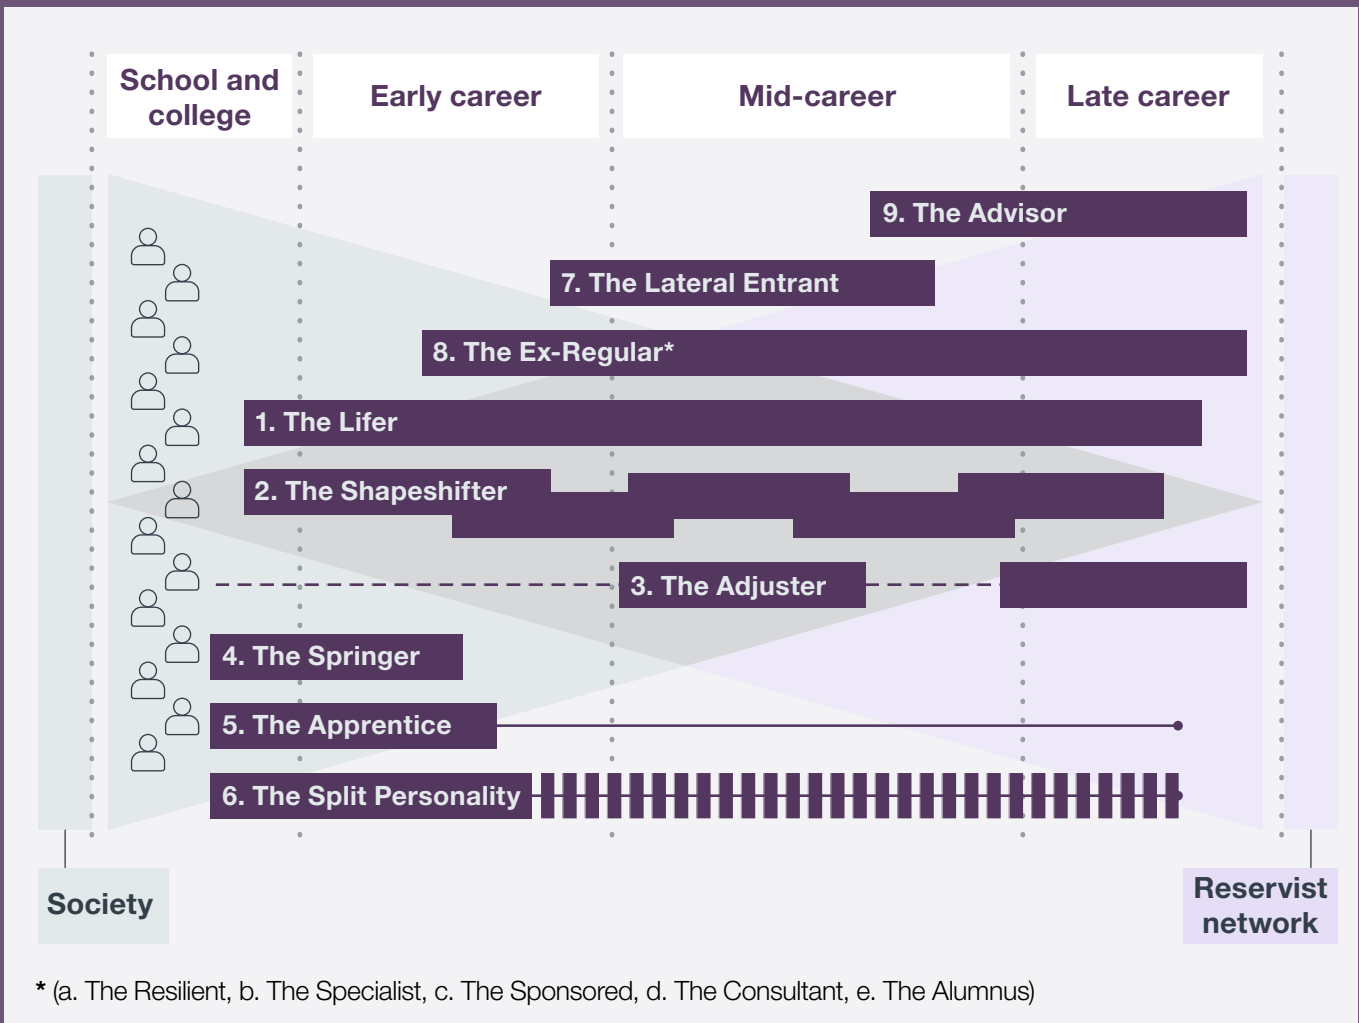 School and
college
Early career
Mid-career
Late career
9. The Advisor
7. The Lateral Entrant
8. The Ex-Regular*
1. The Lifer
2. The Shapeshifter
3. The Adjuster
4. The Springer
5. The Apprentice
6. The Split Personality
Society
Reservist
network
* (a. The Resilient, b. The Specialist, c. The Sponsored, d. The Consultant, e. The Alumnus)